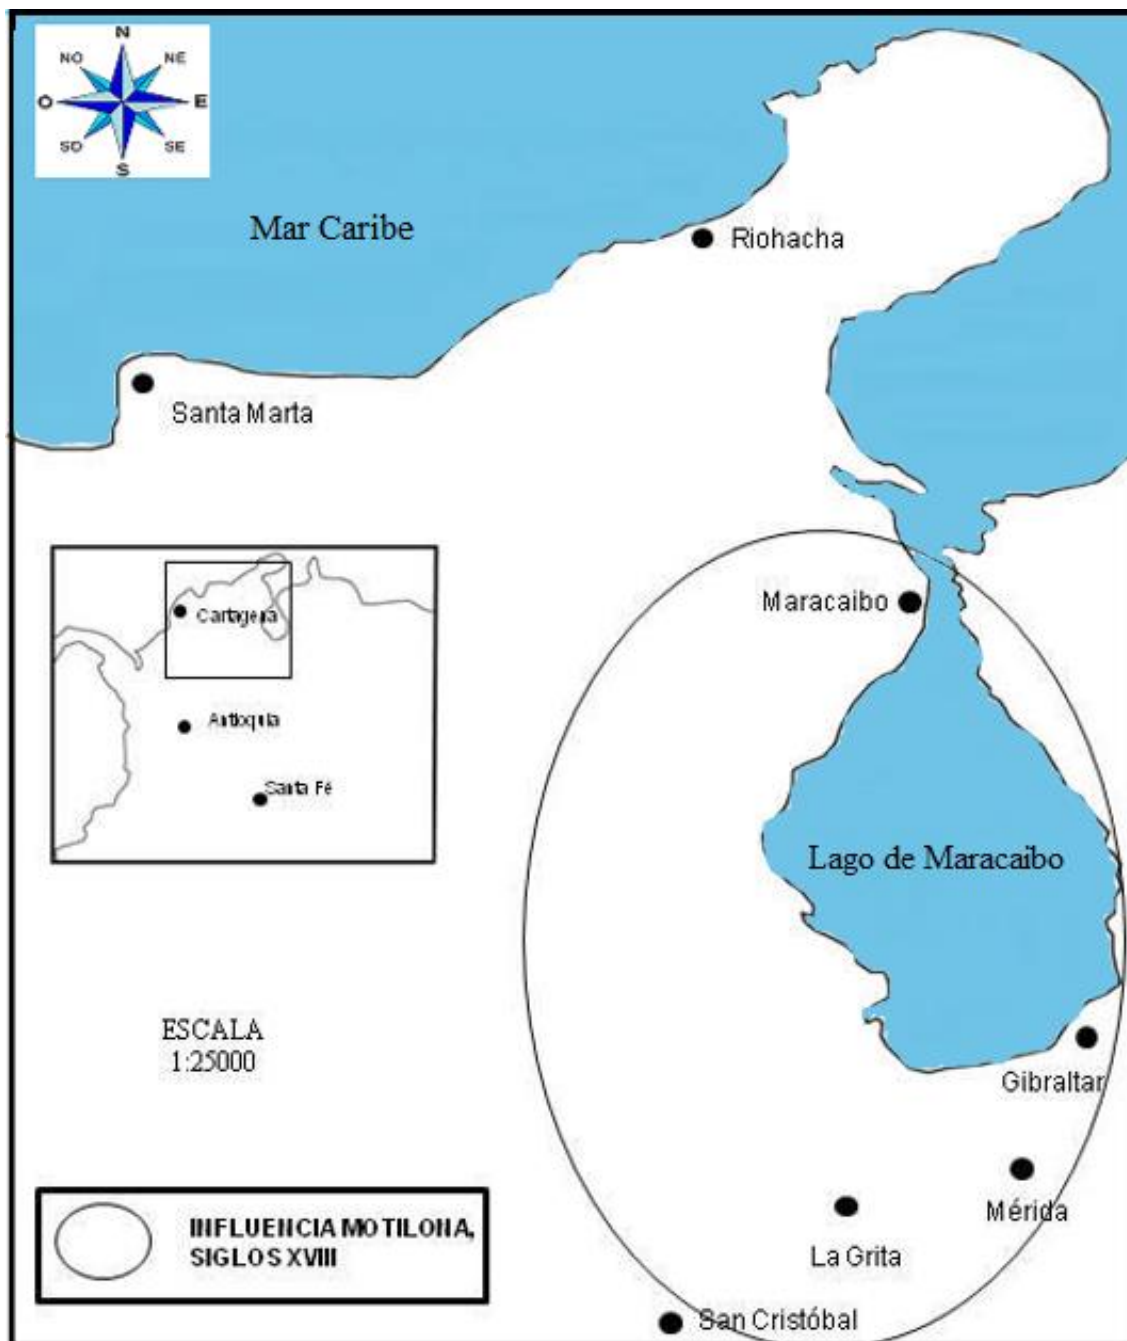 N
NO
NE
O
E
SO
SE
S
Mar Caribe
Riohacha
Santa Marta
Maracaibo
Cartagena
Antioquia
Santa Fé
Lago de Maracaibo
ESCALA
1:25000
Gibraltar
Mérida
La Grita
San Cristóbal
INFLUENCIA MOTILONA,
SIGLOS XVIII